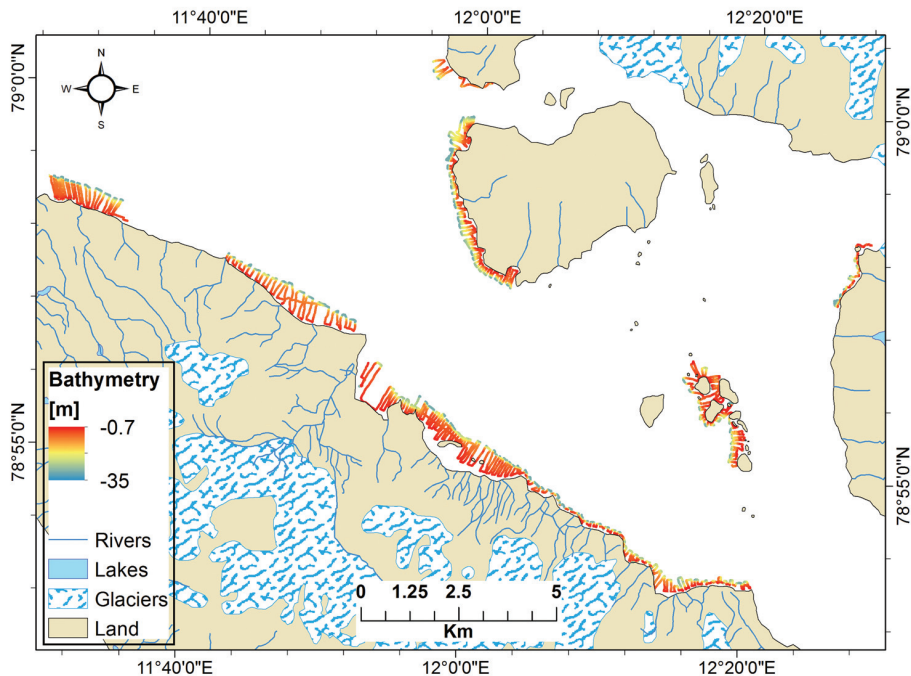 11°40'0"E 12°0'0"E 12°20'0"E
N
W E
S
79°0'0"N
79°0'0"N
78°55'0"N
78°55'0"N
Bathymetry
[m]
-0.7
-35
Rivers
Lakes
Glaciers
Land
0 1.25 2.5 5
Km
11°40'0"E 12°0'0"E 12°20'0"E